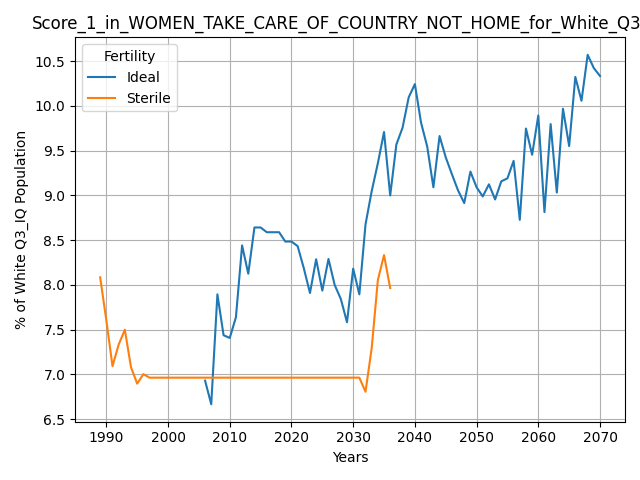 Score_1_in_WOMEN_TAKE_CARE_OF_COUNTRY_NOT_HOME_for_White_Q3
Fertility
Ideal
Sterile
% of White Q3_IQ Population
10.5
10.0
9.5
9.0
8.5
8.0
7.5
7.0
6.5
1990 2000 2010 2020 2030 2040 2050 2060 2070
Years